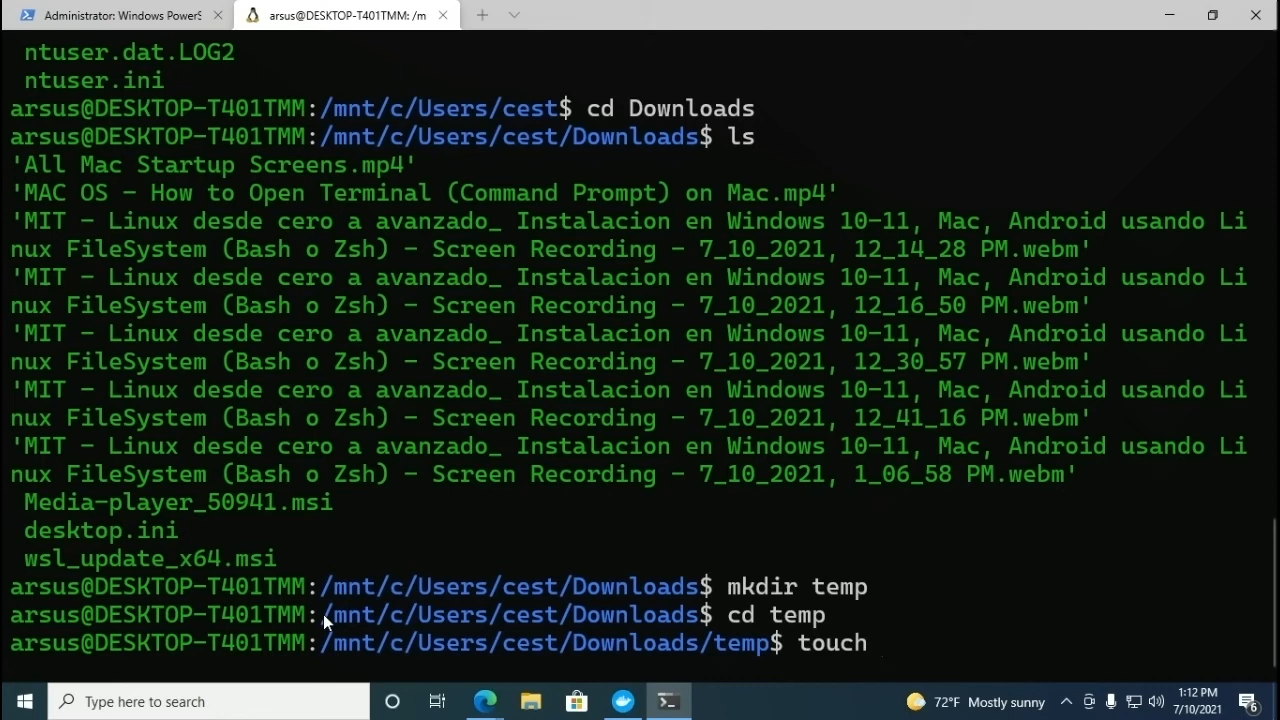 Administrator: Windows PowerS
arsus@DESKTOP-T401TMM: /m
ntuser.dat.LOG2
ntuser.ini
arsus@DESKTOP-T401TMM:/mnt/c/Users/cest$ cd Downloads
arsus@DESKTOP-T401TMM:/mnt/c/Users/cest/Downloads$ ls
'All Mac Startup Screens.mp4'
'MAC OS - How to Open Terminal (Command Prompt) on Mac.mp4'
'MIT - Linux desde cero a avanzado_ Instalacion en Windows 10-11, Mac, Android usando Li
nux FileSystem (Bash o Zsh) - Screen Recording - 7_10_2021, 12_14_28 PM.webm'
'MIT - Linux desde cero a avanzado_ Instalacion en Windows 10-11, Mac, Android usando Li
nux FileSystem (Bash o Zsh) - Screen Recording - 7_10_2021, 12_16_50 PM.webm'
'MIT - Linux desde cero a avanzado_ Instalacion en Windows 10-11, Mac, Android usando Li
nux FileSystem (Bash o Zsh) - Screen Recording - 7_10_2021, 12_30_57 PM.webm'
'MIT - Linux desde cero a avanzado_ Instalacion en Windows 10-11, Mac, Android usando Li
nux FileSystem (Bash o Zsh) - Screen Recording - 7_10_2021, 12_41_16 PM.webm'
'MIT - Linux desde cero a avanzado_ Instalacion en Windows 10-11, Mac, Android usando Li
nux FileSystem (Bash o Zsh) - Screen Recording - 7_10_2021, 1_06_58 PM.webm'
Media-player_50941.msi
desktop.ini
wsl_update_x64.msi
arsus@DESKTOP-T401TMM:/mnt/c/Users/cest/Downloads$ mkdir temp
arsus@DESKTOP-T401TMM:/mnt/c/Users/cest/Downloads$ cd temp
arsus@DESKTOP-T401TMM:/mnt/c/Users/cest/Downloads/temp$ touch
Type here to search
72°F Mostly sunny
1:12 PM
7/10/2021
6